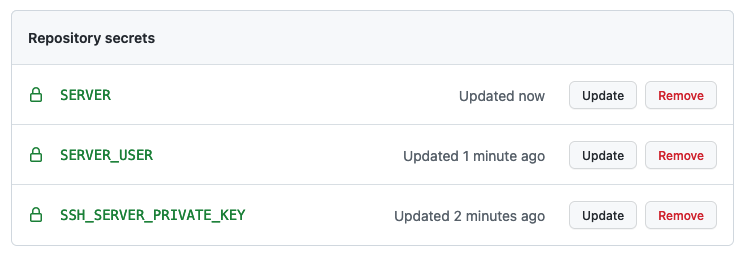 Repository secrets
SERVER Updated now Update Remove
SERVER_USER Updated 1 minute ago Update Remove
SSH_SERVER_PRIVATE_KEY Updated 2 minutes ago Update Remove